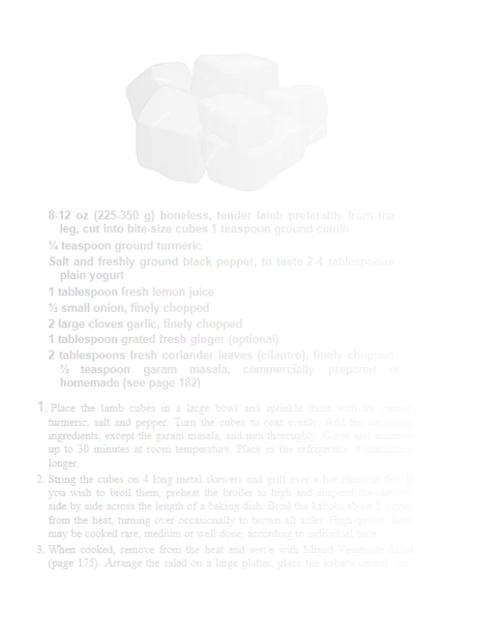 8-12 oz (225-350 g) boneless, tender lamb preferably from the
leg, cut into bite-size cubes 1 teaspoon ground cumin
¼ teaspoon ground turmeric
Salt and freshly ground black pepper, to taste 2-4 tablespoons
plain yogurt
1 tablespoon fresh lemon juice
½ small onion, finely chopped
2 large cloves garlic, finely chopped
1 tablespoon grated fresh ginger (optional)
2 tablespoons fresh coriander leaves (cilantro), finely chopped
½ teaspoon garam masala, commercially prepared or
homemade (see page 182)
1. Place the lamb cubes in a large bowl and sprinkle them with the cumin,
turmeric, salt and pepper. Turn the cubes to coat evenly. Add the remaining
ingredients, except the garam masala, and mix thoroughly. Cover and marinate
up to 30 minutes at room temperature. Place in the refrigerator if marinating
longer.
2. String the cubes on 4 long metal skewers and grill over a hot charcoal fire. If
you wish to broil them, preheat the broiler to high and suspend the skewers
side by side across the length of a baking dish. Broil the kabobs about 3 inches
from the heat, turning over occasionally to brown all sides. High-quality lamb
may be cooked rare, medium or well done, according to individual taste.
3. When cooked, remove from the heat and serve with Mixed Vegetable Salad
(page 175). Arrange the salad on a large platter, place the kabobs